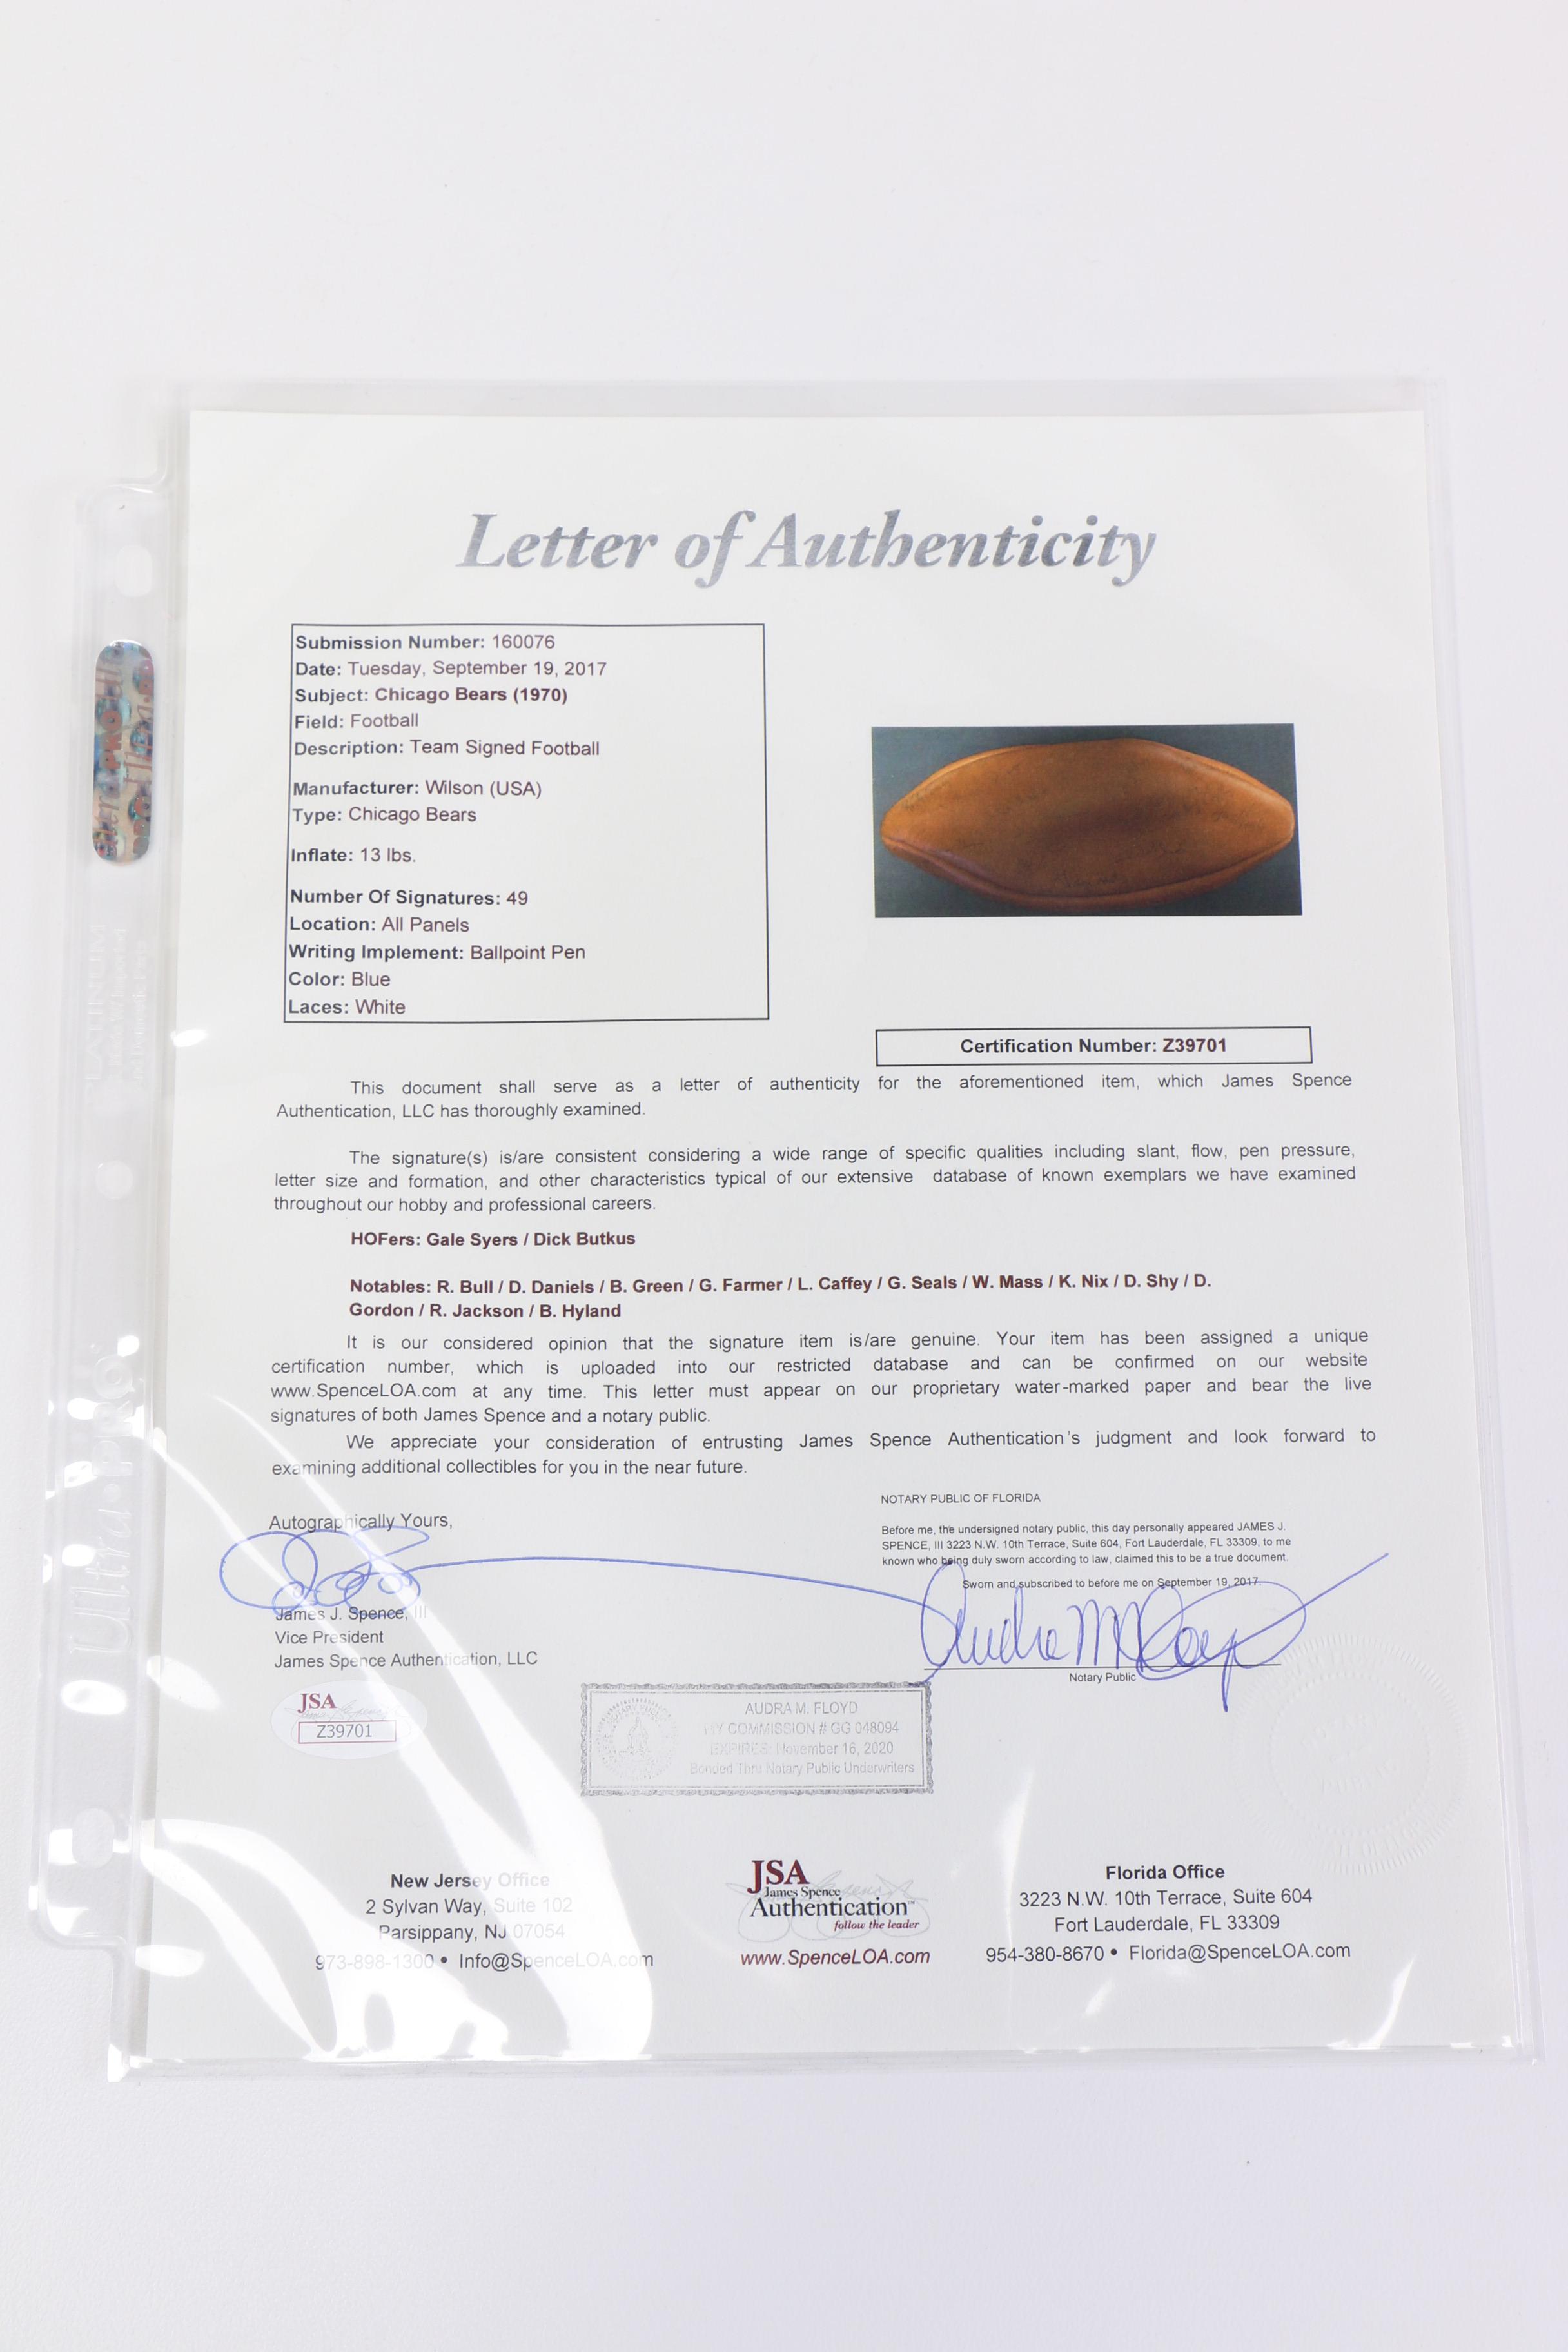 Letter of Authenticity
Submission Number: 160076
Date: Tuesday, September 19, 2017
Subject: Chicago Bears (1970)
Field: Football
Description: Team Signed Football
Manufacturer: Wilson (USA)
Type: Chicago Bears
Inflate: 13 lbs.
Number Of Signatures: 49
Location: All Panels
Writing Implement: Ballpoint Pen
Color: Blue
Laces: White
Certification Number: Z39701
This document shall serve as a letter of authenticity for the aforementioned item, which James Spence
Authentication, LLC has thoroughly examined.
The signature(s) is/are consistent considering a wide range of specific qualities including slant, flow, pen pressure,
letter size and formation, and other characteristics typical of our extensive database of known exemplars we have examined
throughout our hobby and professional careers.
HOFers: Gale Syers / Dick Butkus
Notables: R. Bull / D. Daniels / B. Green / G. Farmer / L. Caffey / G. Seals / W. Mass / K. Nix / D. Shy / D.
Gordon / R. Jackson / B. Hyland
It is our considered opinion that the signature item is/are genuine. Your item has been assigned a unique
certification number, which is uploaded into our restricted database and can be confirmed on our website
www.SpenceLOA.com at any time. This letter must appear on our proprietary water-marked paper and bear the live
signatures of both James Spence and a notary public.
We appreciate your consideration of entrusting James Spence Authentication's judgment and look forward to
examining additional collectibles for you in the near future.
Autographically Yours,
James J. Spence, III
Vice President
James Spence Authentication, LLC
NOTARY PUBLIC OF FLORIDA
Before me, the undersigned notary public, this day personally appeared JAMES J.
SPENCE, III 3223 N.W. 10th Terrace, Suite 604, Fort Lauderdale, FL 33309, to me
known who being duly sworn according to law, claimed this to be a true document.
Sworn and subscribed to before me on September 19, 2017.
Notary Public
JSA
Z39701
AUDRA M. FLOYD
MY COMMISSION # GG 048094
EXPIRES: November 16, 2020
Bonded Thru Notary Public Underwriters
New Jersey Office
2 Sylvan Way, Suite 102
Parsippany, NJ 07054
973-898-1300 • Info@SpenceLOA.com
JSA
James Spence
Authentication™
follow the leader
www.SpenceLOA.com
Florida Office
3223 N.W. 10th Terrace, Suite 604
Fort Lauderdale, FL 33309
954-380-8670 • Florida@SpenceLOA.com
Ultra•PRO
PLATINUM